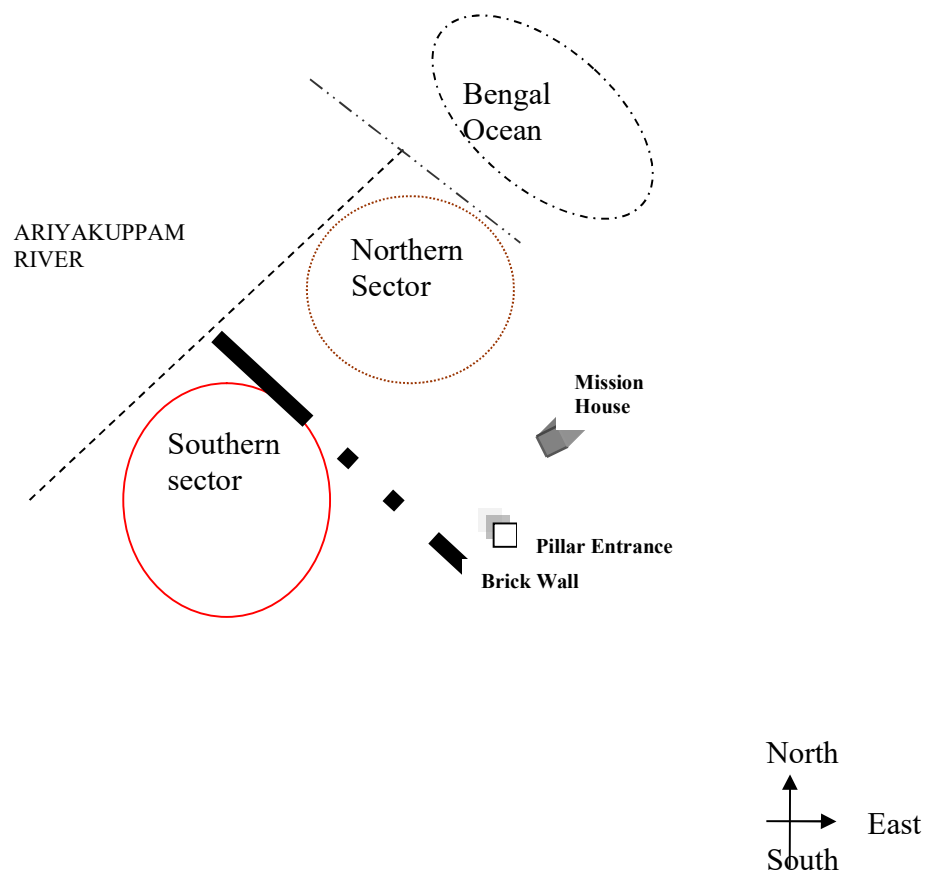 Bengal
Ocean
ARIYAKUPPAM
RIVER
Northern
Sector
Mission
House
Southern
sector
Pillar Entrance
Brick Wall
North
East
South